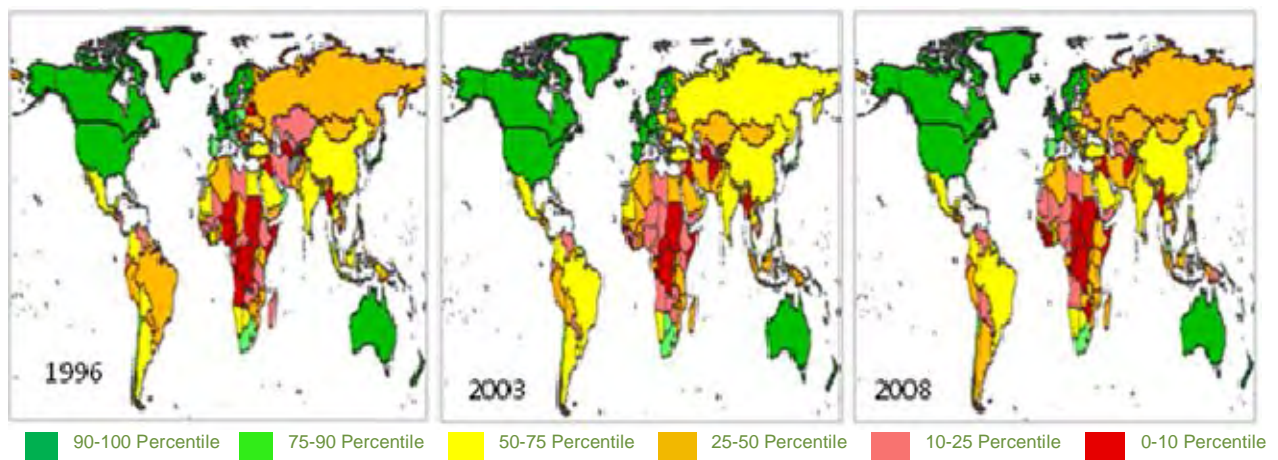 1996
2003
2008
90-100 Percentile
75-90 Percentile
50-75 Percentile
25-50 Percentile
10-25 Percentile
0-10 Percentile